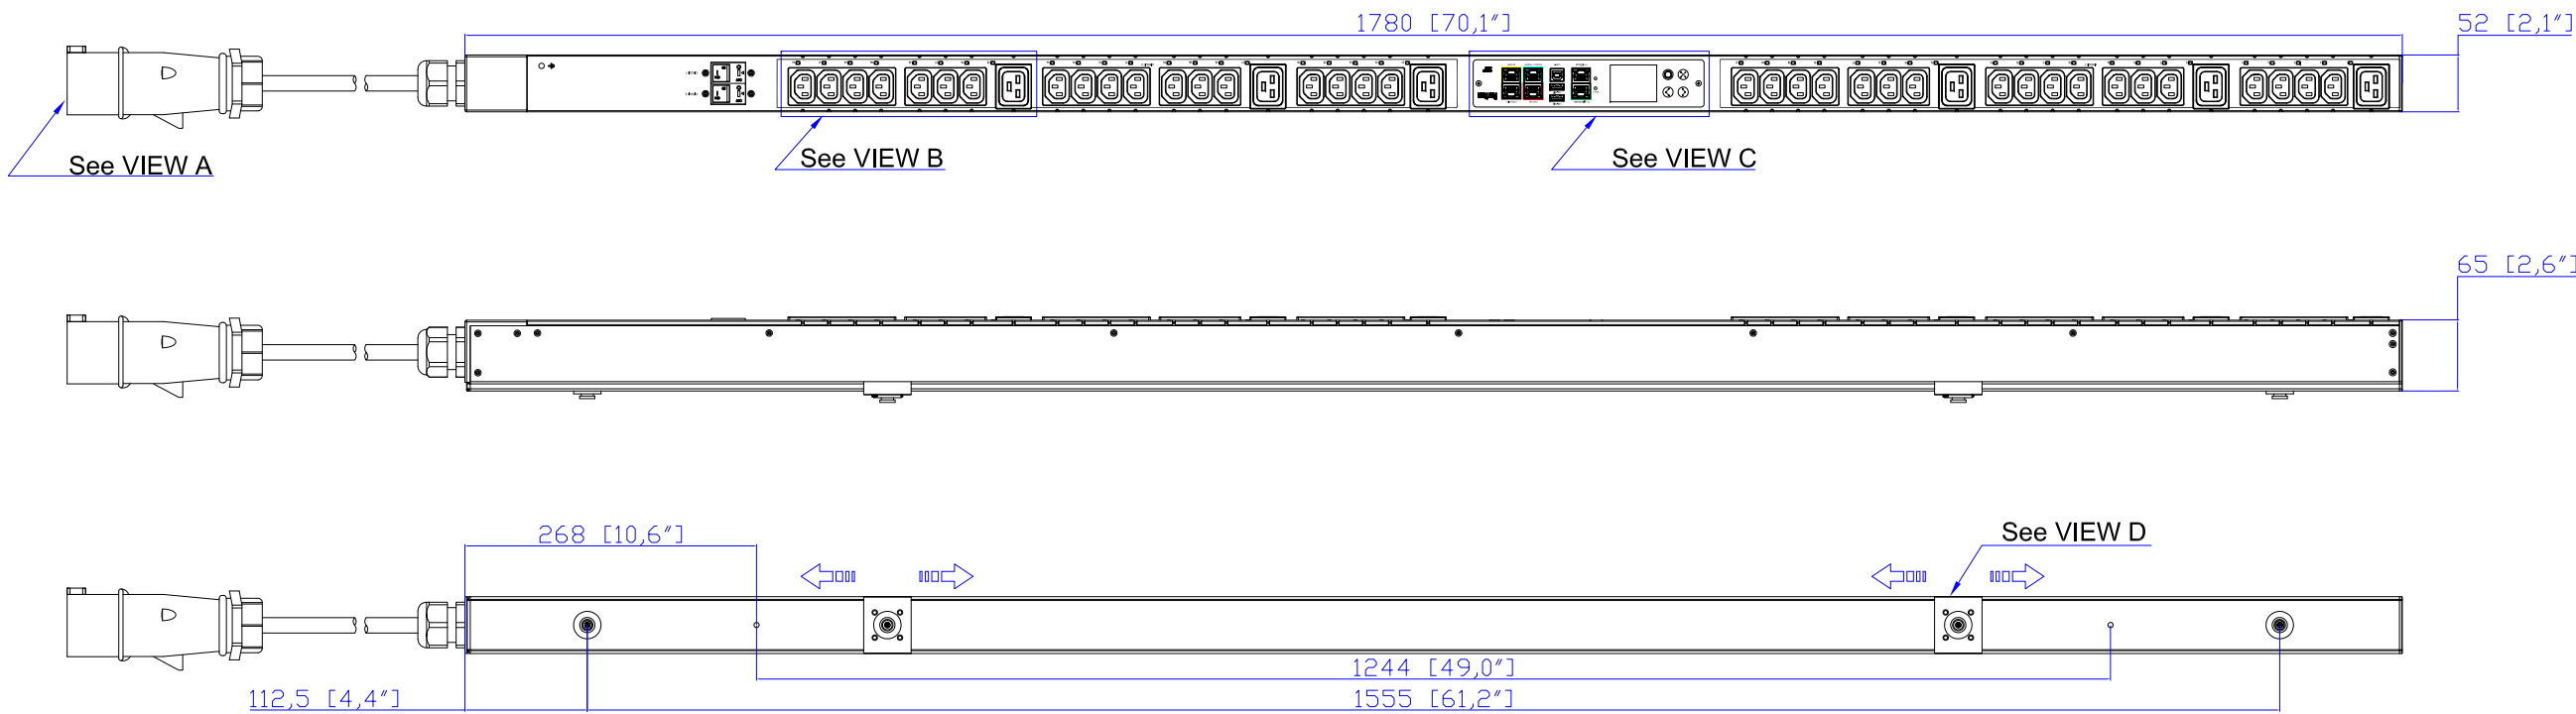 1780 [70,1"]
52 [2,1"]
See VIEW A
See VIEW B
See VIEW C
65 [2,6"]
268 [10,6"]
See VIEW D
1244 [49,0"]
112,5 [4,4"]
1555 [61,2"]